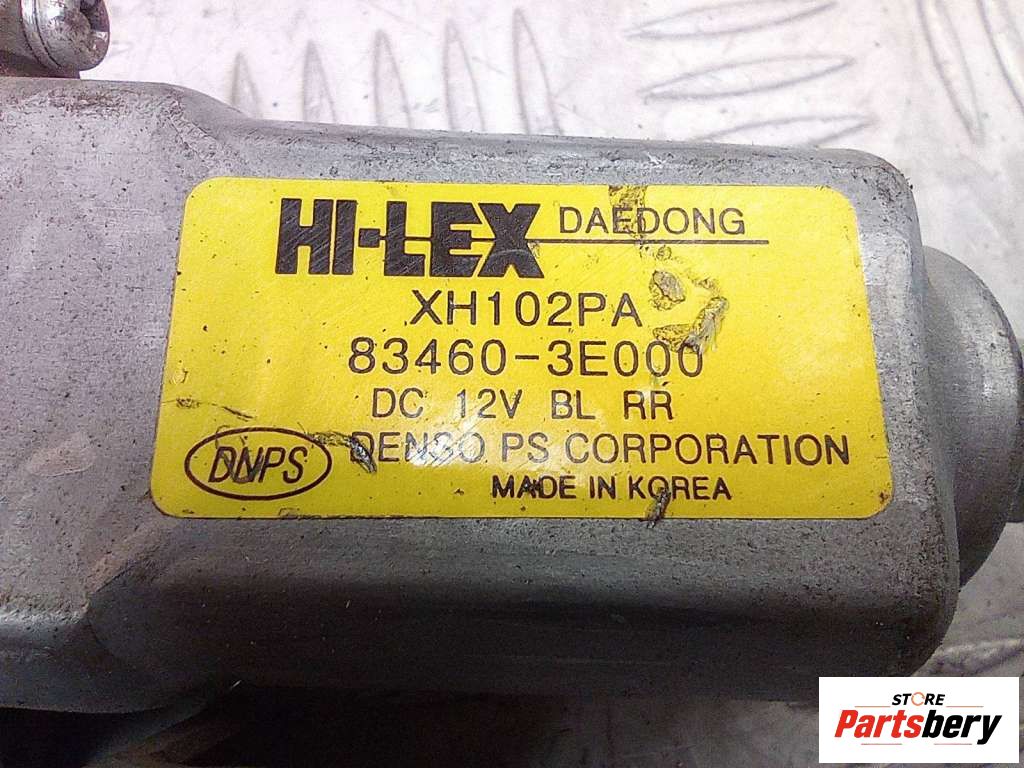 HI-LEX DAEDONG
XH102PA
83460-3E000
DC 12V BL RR
DNPS DENSO PS CORPORATION
MADE IN KOREA
STORE
Partsbery